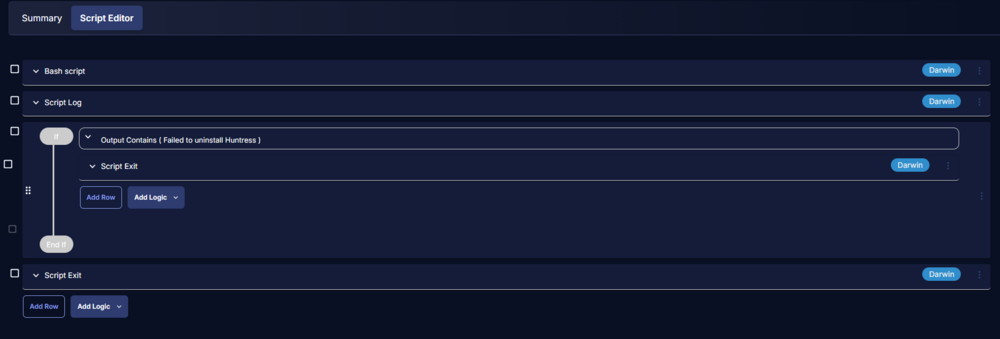 Summary Script Editor
Bash script Darwin
Script Log Darwin
If Output Contains ( Failed to uninstall Huntress )
Script Exit Darwin
Add Row Add Logic
End If
Script Exit Darwin
Add Row Add Logic